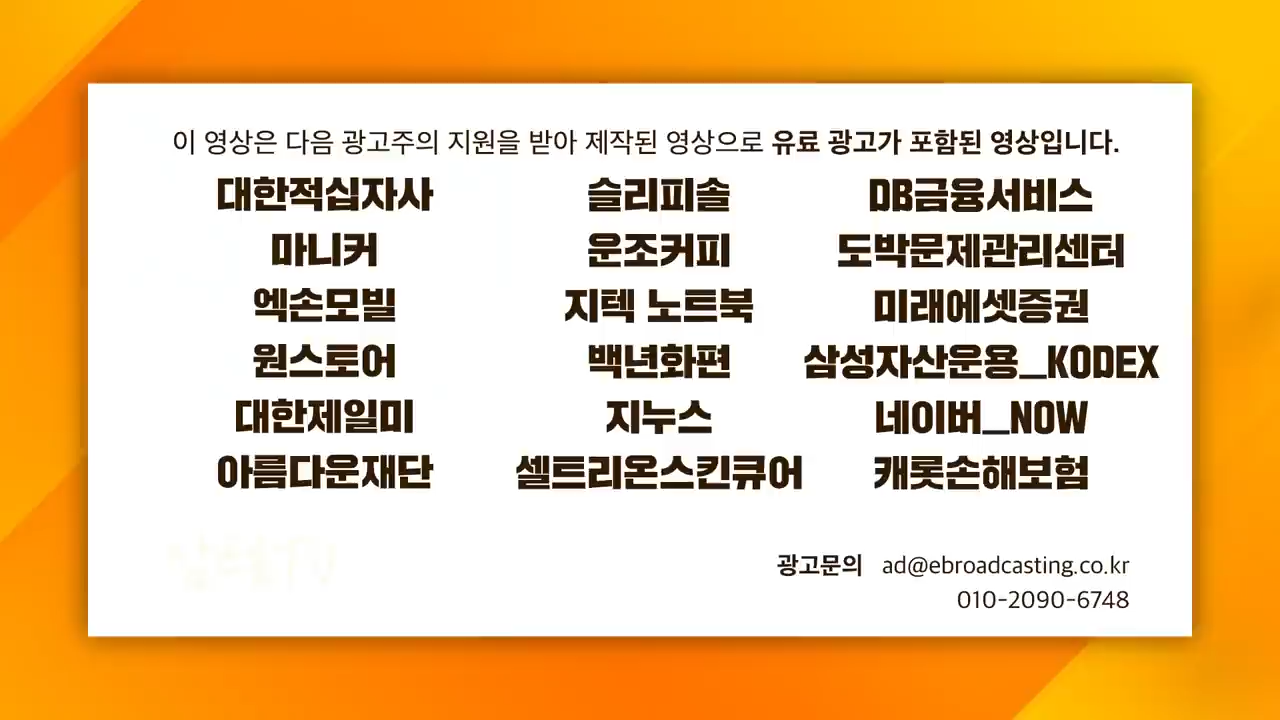 이 영상은 다음 광고주의 지원을 받아 제작된 영상으로 유료 광고가 포함된 영상입니다.
대한적십자사 슬리피솔 DB금융서비스
마니커 운조커피 도박문제관리센터
엑손모빌 지텍 노트북 미래에셋증권
원스토어 백년화편 삼성자산운용_KODEX
대한제일미 지누스 네이버_NOW
아름다운재단 셀트리온스킨큐어 캐롯손해보험
광고문의 ad@ebroadcasting.co.kr
010-2090-6748